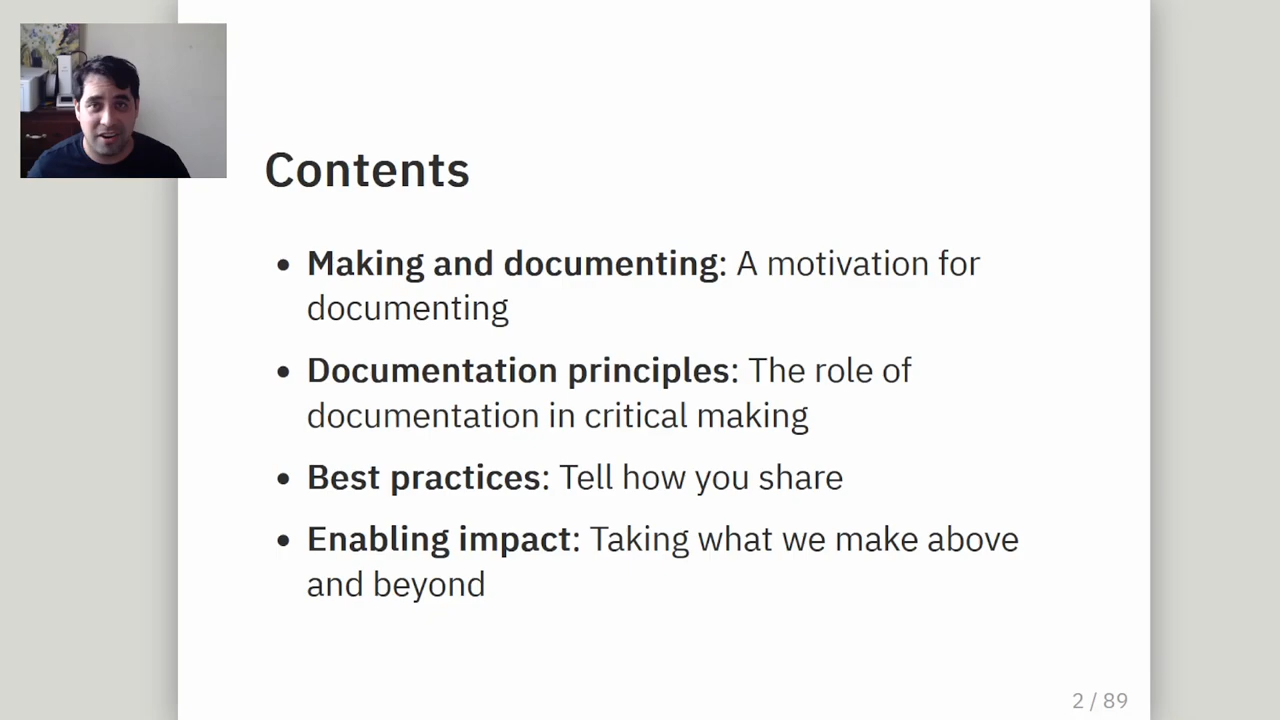 Contents
• Making and documenting: A motivation for
documenting
• Documentation principles: The role of
documentation in critical making
• Best practices: Tell how you share
• Enabling impact: Taking what we make above
and beyond
2 / 89